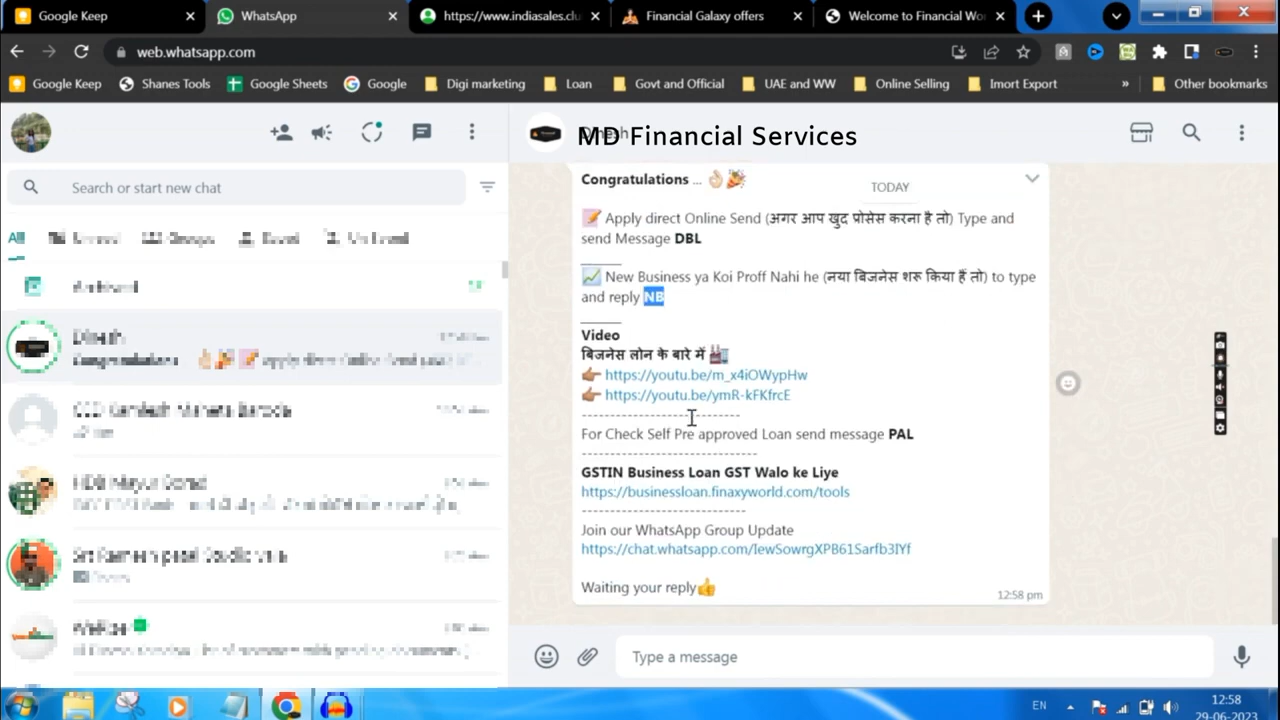 Google Keep
WhatsApp
https://www.indiasales.clu
Financial Galaxy offers
Welcome to Financial Wo
web.whatsapp.com
Google Keep
Shanes Tools
Google Sheets
Google
Digi marketing
Loan
Govt and Official
UAE and WW
Online Selling
Imort Export
»
Other bookmarks
MD Financial Services
Search or start new chat
All
Dinesh
Congratulations
TODAY
Congratulations ... 👌🏻🎉
📝 Apply direct Online Send (अगर आप खुद प्रोसेस करना है तो) Type and
send Message DBL
_____
📈 New Business ya Koi Proff Nahi he (नया बिजनेस शरू किया हैं तो) to type
and reply NB
_____
Video
बिजनेस लोन के बारे में 🏭
👉🏽 https://youtu.be/m_x4iOWypHw
👉🏽 https://youtu.be/ymR-kFKfrcE
-----------------------
For Check Self Pre approved Loan send message PAL
-------------------------
GSTIN Business Loan GST Walo ke Liye
https://businessloan.finaxyworld.com/tools
-----------------------
Join our WhatsApp Group Update
https://chat.whatsapp.com/IewSowrgXPB61Sarfb3IYf
Waiting your reply👍
12:58 pm
Type a message
EN
12:58
29-06-2023